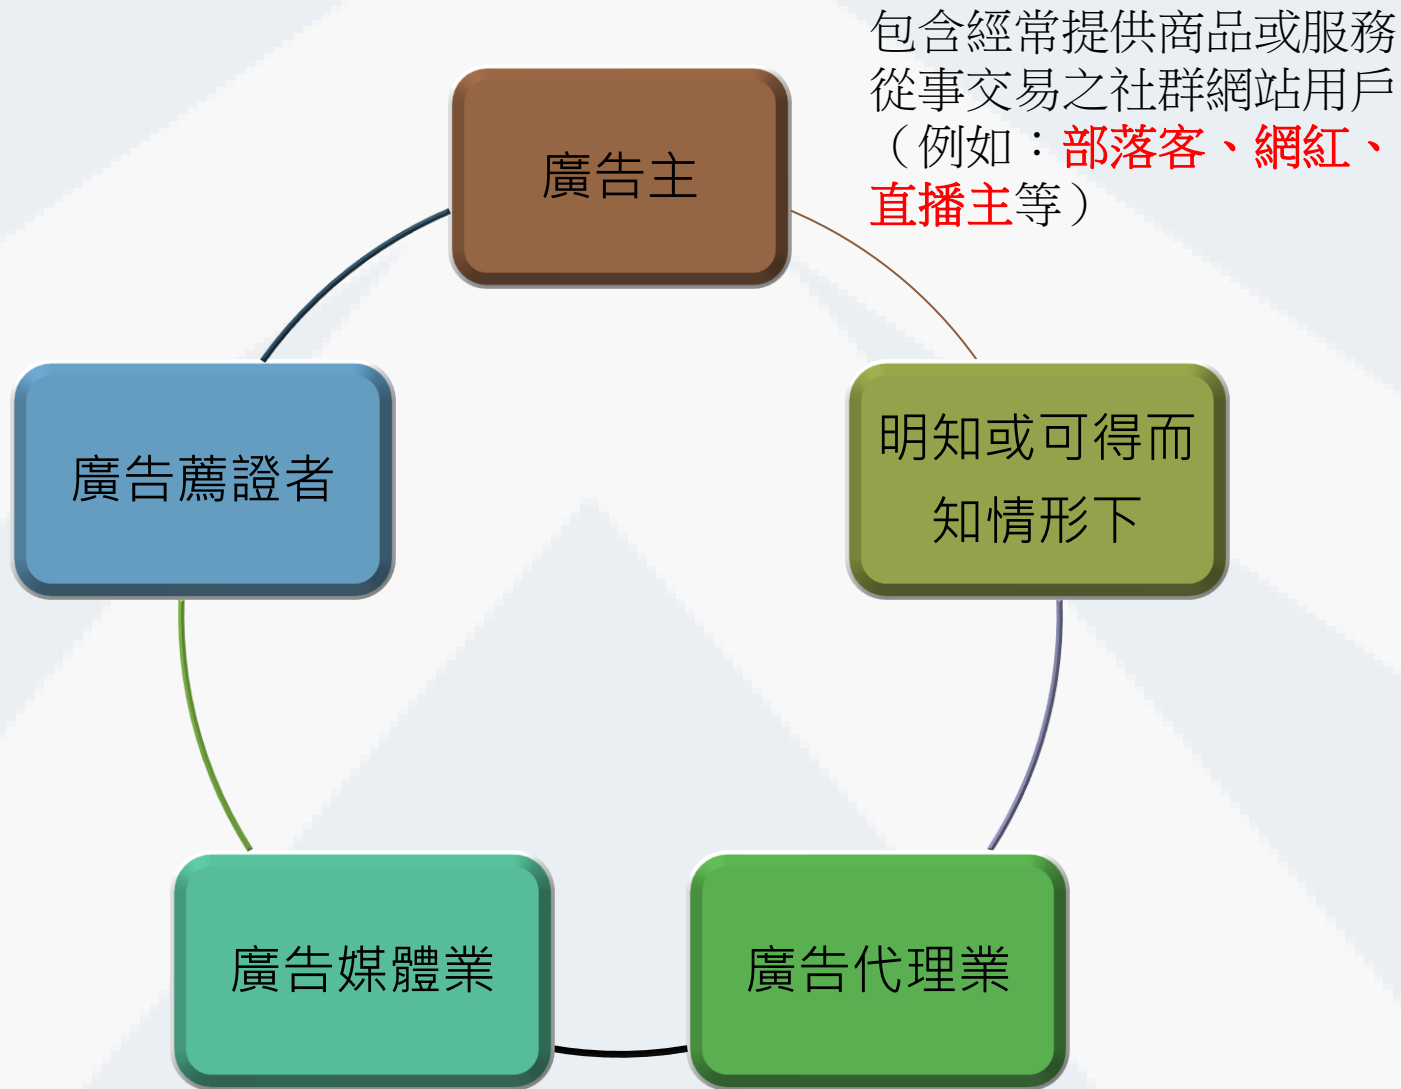 包含經常提供商品或服務
從事交易之社群網站用戶
（例如：部落客、網紅、
直播主等）
廣告主
明知或可得而
知情形下
廣告薦證者
廣告媒體業
廣告代理業